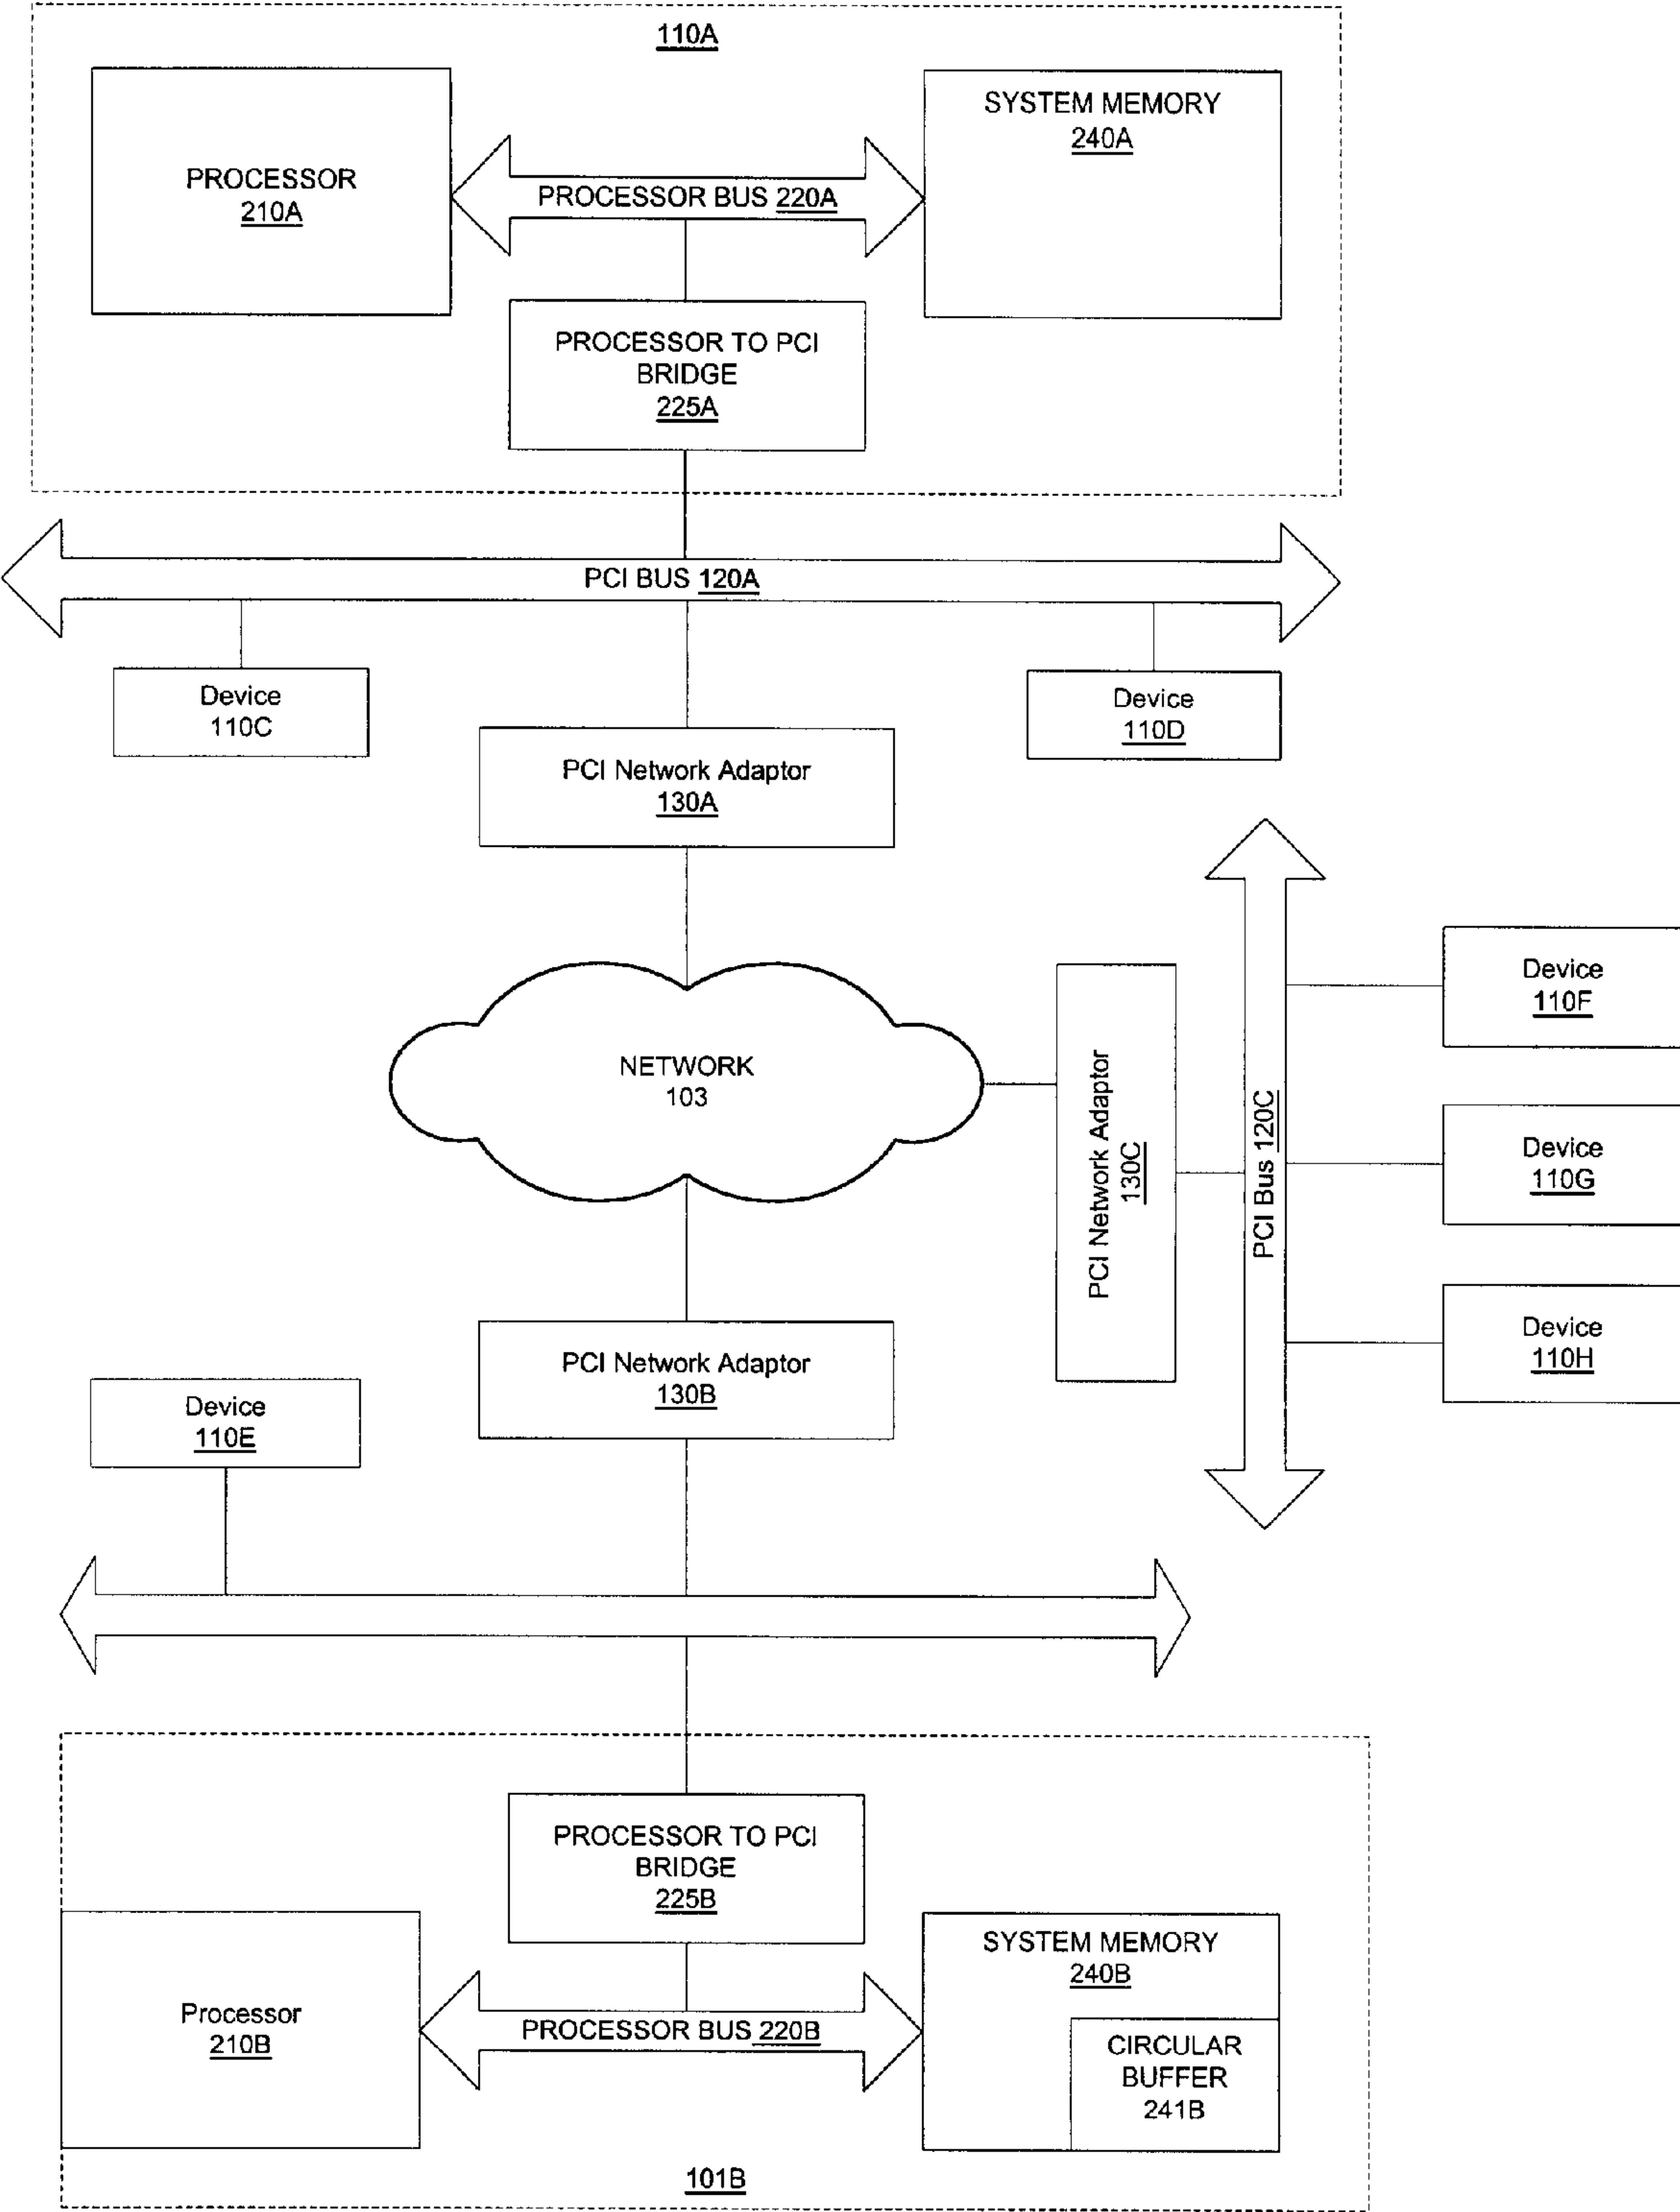 110A
PROCESSOR
210A
SYSTEM MEMORY
240A
PROCESSOR BUS 220A
PROCESSOR TO PCI
BRIDGE
225A
PCI BUS 120A
Device
110C
Device
110D
PCI Network Adaptor
130A
NETWORK
103
PCI Network Adaptor
130C
PCI Bus 120C
Device
110F
Device
110G
Device
110H
PCI Network Adaptor
130B
Device
110E
PROCESSOR TO PCI
BRIDGE
225B
Processor
210B
PROCESSOR BUS 220B
SYSTEM MEMORY
240B
CIRCULAR
BUFFER
241B
101B